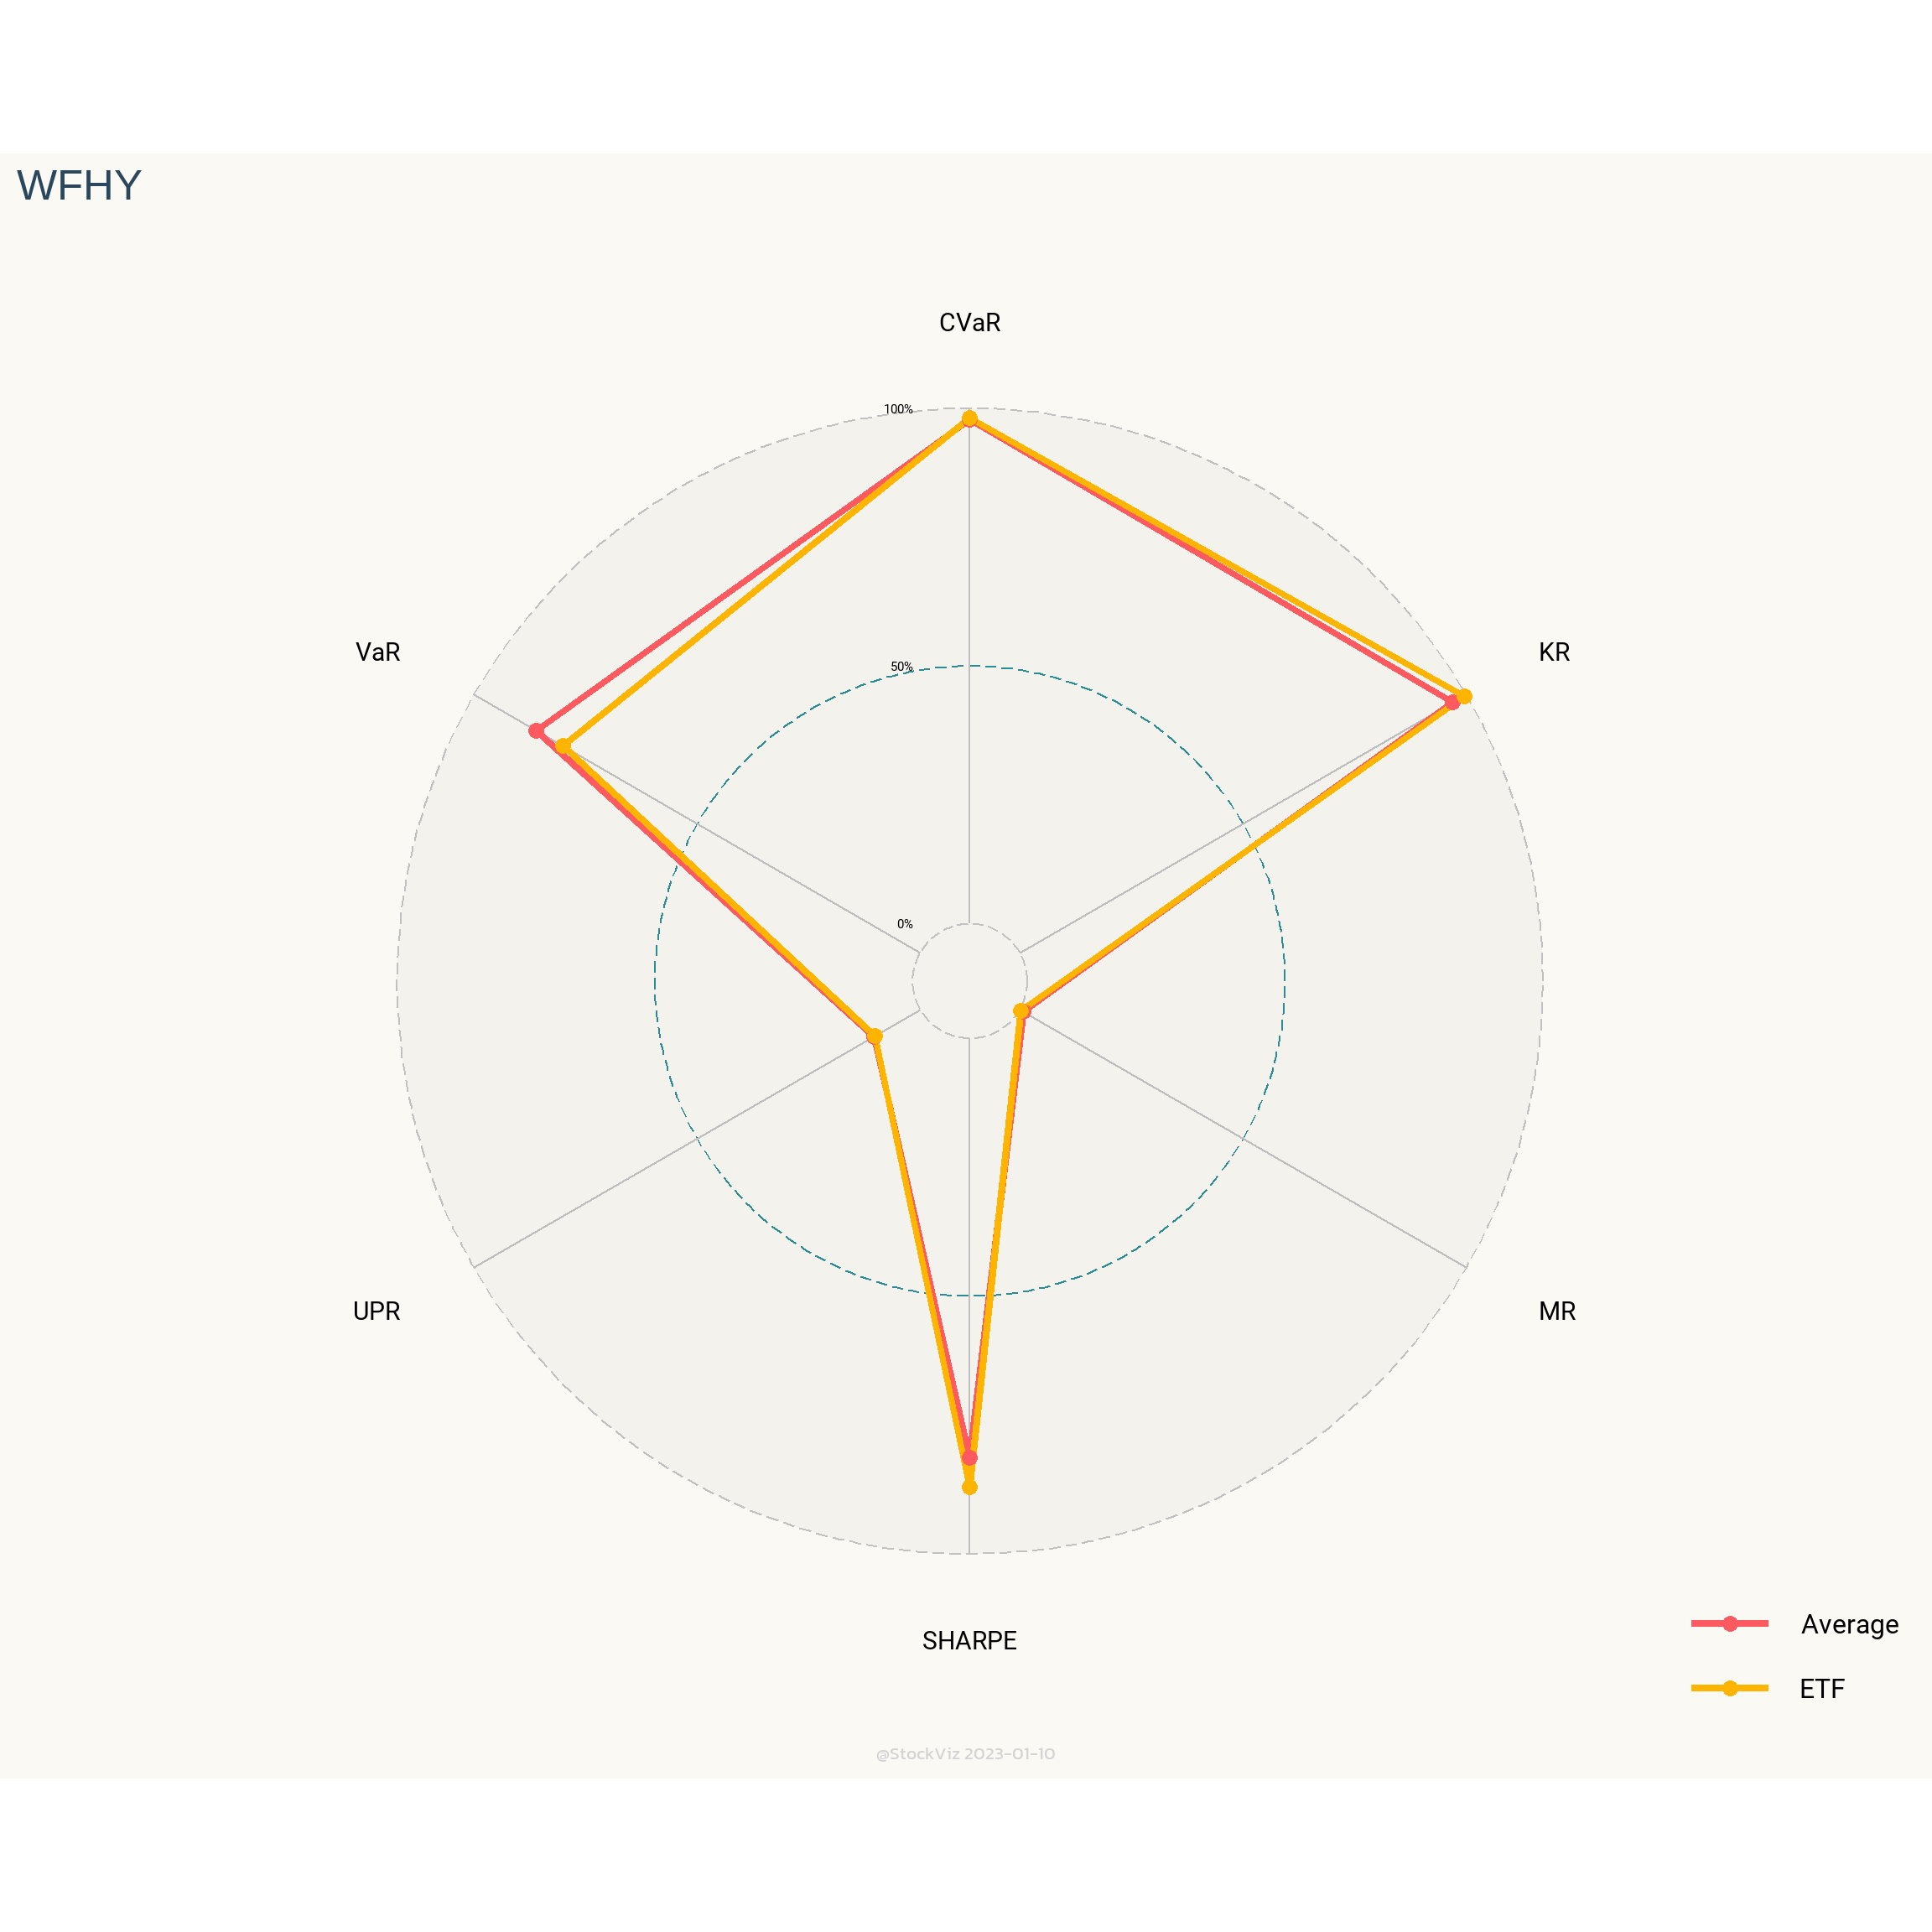 WFHY
CVaR
100%
VaR
KR
50%
0%
UPR
MR
SHARPE
Average
ETF
@StockViz 2023-01-10